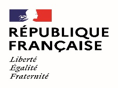 RÉPUBLIQUE
FRANÇAISE
Liberté
Égalité
Fraternité